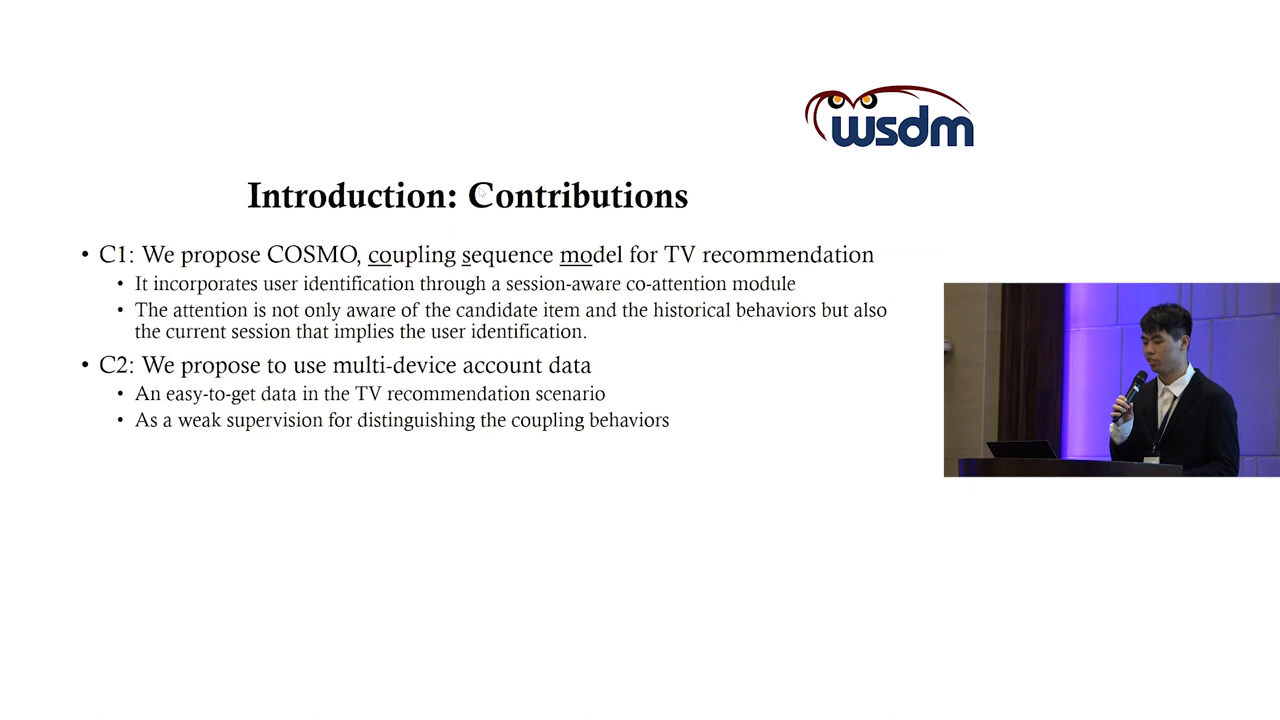 wsdm
Introduction: Contributions
• C1: We propose COSMO, coupling sequence model for TV recommendation
• It incorporates user identification through a session-aware co-attention module
• The attention is not only aware of the candidate item and the historical behaviors but also
the current session that implies the user identification.
• C2: We propose to use multi-device account data
• An easy-to-get data in the TV recommendation scenario
• As a weak supervision for distinguishing the coupling behaviors